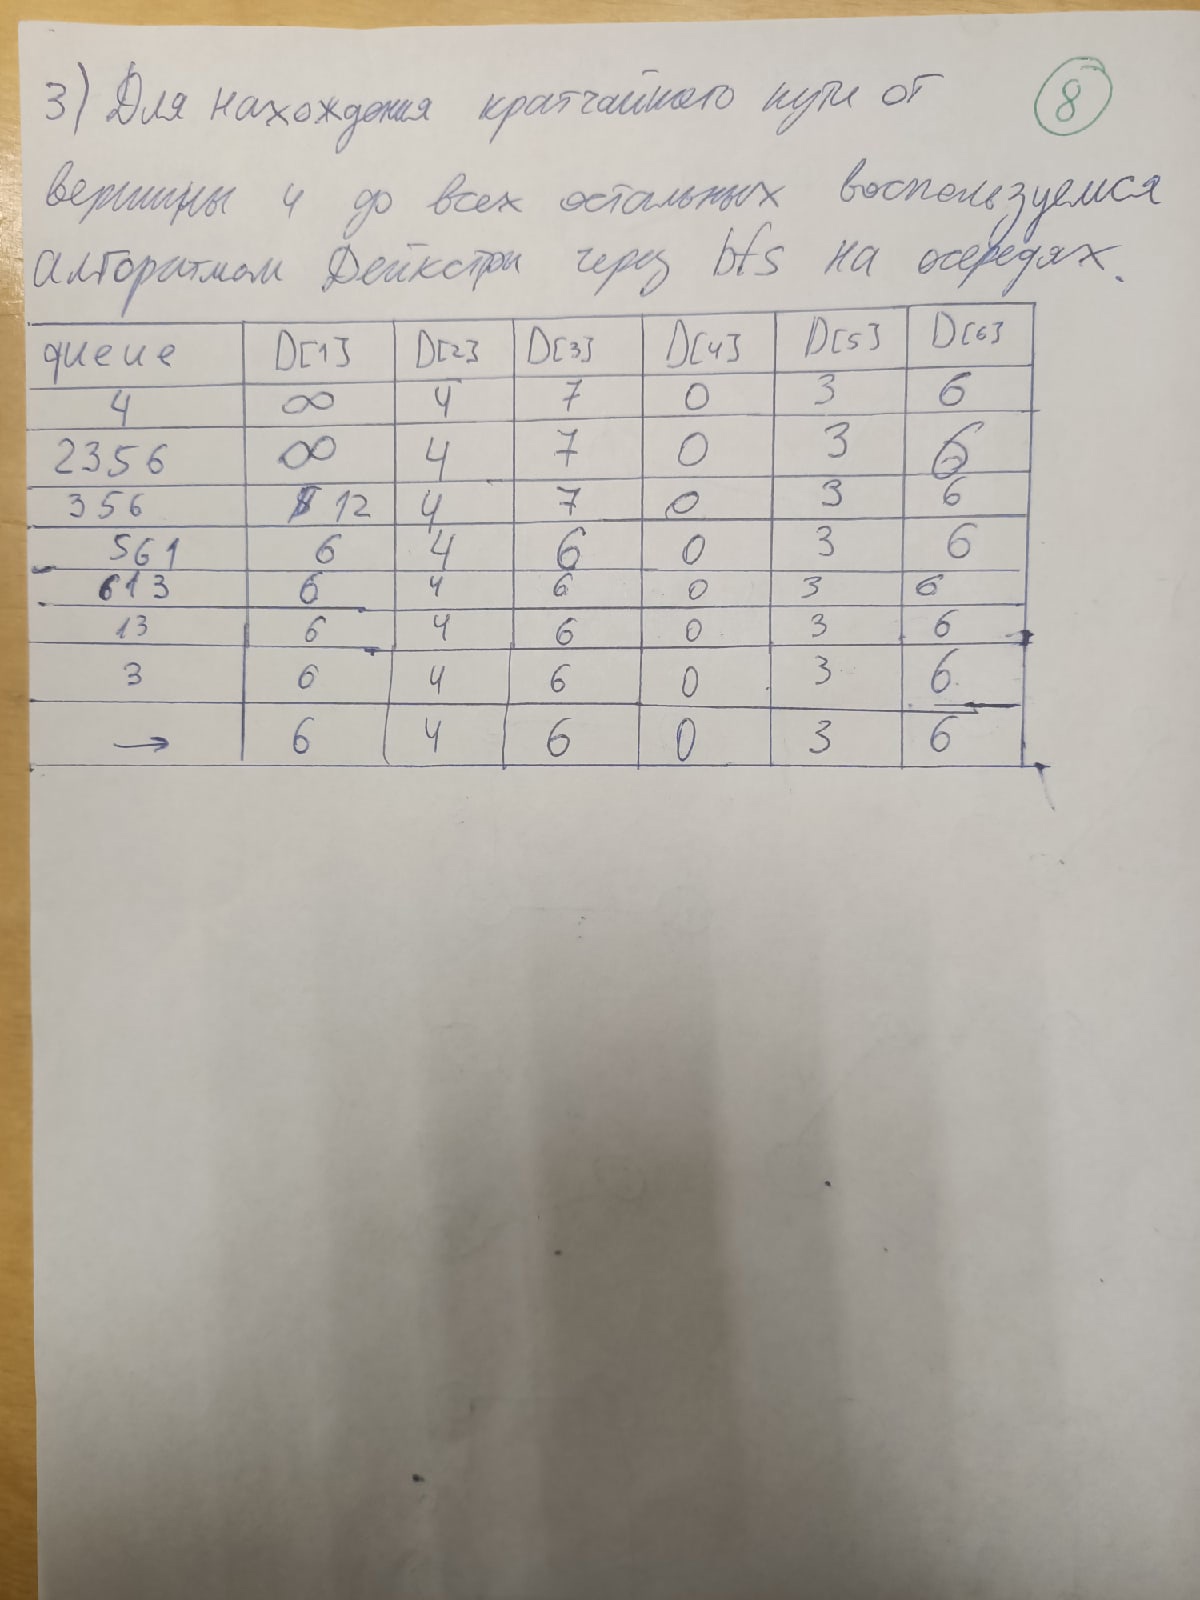 3) Для нахождения кратчайшего пути от
8
вершины 4 до всех остальных воспользуемся
алгоритмом Дейкстры через bfs на очередях.
queue D[1] D[2] D[3] D[4] D[5] D[6]
4 ∞ 4 7 0 3 6
2356 ∞ 4 7 0 3 6
356 12 4 7 0 3 6
561 6 4 6 0 3 6
613 6 4 6 0 3 6
13 6 4 6 0 3 6
3 6 4 6 0 3 6
→ 6 4 6 0 3 6